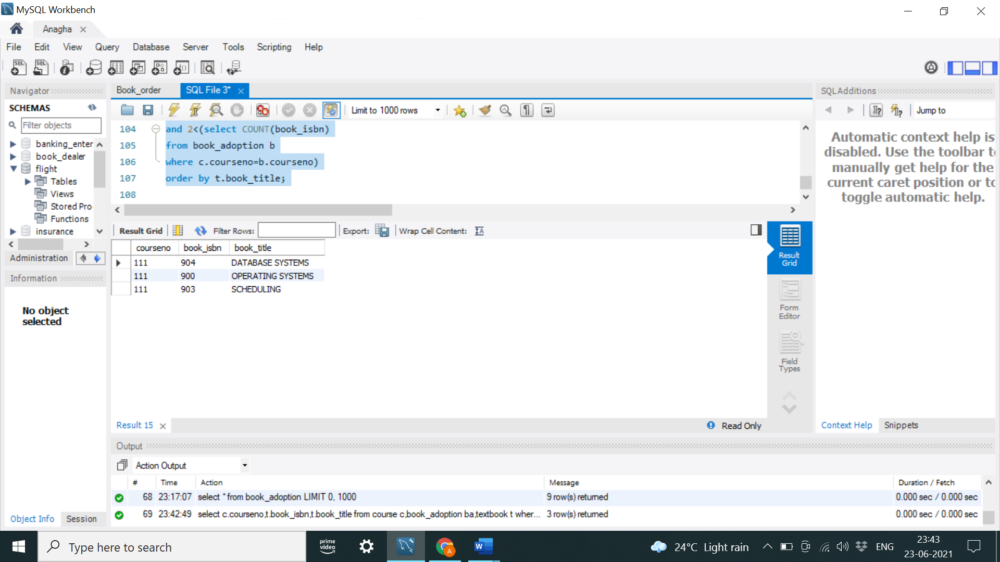 MySQL Workbench
Anagha
File Edit View Query Database Server Tools Scripting Help
Navigator
SCHEMAS
Filter objects
banking_enter
book_dealer
flight
Tables
Views
Stored Pro
Functions
insurance
Administration
Information
No object
selected
Object Info Session
Book_order SQL File 3*
Limit to 1000 rows
104 and 2<(select COUNT(book_isbn)
105 from book_adoption b
106 where c.courseno=b.courseno)
107 order by t.book_title;
108
Result Grid Filter Rows: Export: Wrap Cell Content:
courseno book_isbn book_title
111 904 DATABASE SYSTEMS
111 900 OPERATING SYSTEMS
111 903 SCHEDULING
Result
Grid
Form
Editor
Field
Types
Result 15
Read Only
SQLAdditions
Jump to
Automatic context help is
disabled. Use the toolbar to
manually get help for the
current caret position or to
toggle automatic help.
Context Help Snippets
Output
Action Output
# Time Action Message Duration / Fetch
68 23:17:07 select * from book_adoption LIMIT 0, 1000 9 row(s) returned 0.000 sec / 0.000 sec
69 23:42:49 select c.courseno,t.book_isbn,t.book_title from course c,book_adoption ba,textbook t wher... 3 row(s) returned 0.000 sec / 0.000 sec
Type here to search
prime
video
24°C Light rain
ENG
23:43
23-06-2021